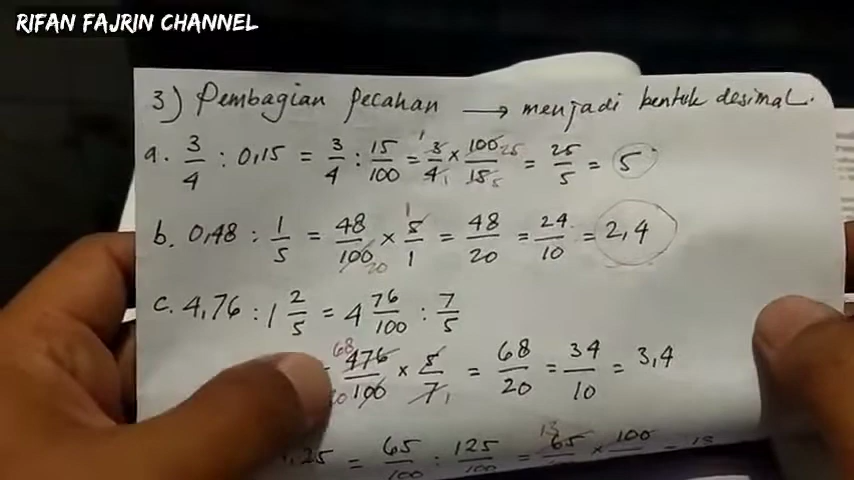 RIFAN FAJRIN CHANNEL
3) Pembagian pecahan → menjadi bentuk desimal.
a. 3/4 : 0,15 = 3/4 : 15/100 = 3/4 × 100/15 = 25/5 = 5
b. 0,48 : 1/5 = 48/100 × 5/1 = 48/20 = 24/10 = 2,4
c. 4,76 : 1 2/5 = 4 76/100 : 7/5
476/100 × 5/7 = 68/20 = 34/10 = 3,4
,25 = 65/100 : 125/100 = 65 × 100 =